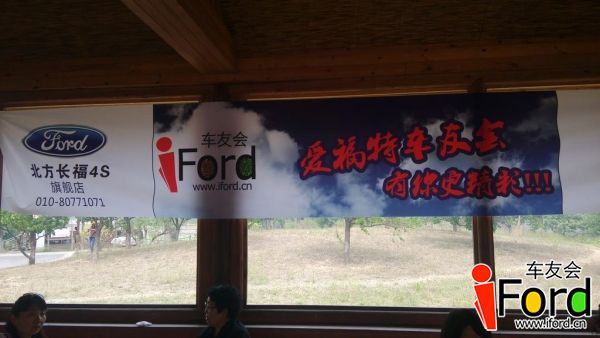 Ford
北方长福4S
旗舰店
010-80771071
车友会
iFord
www.iford.cn
爱福特车友会
有你更精彩!!!
车友会
iFord
www.iford.cn